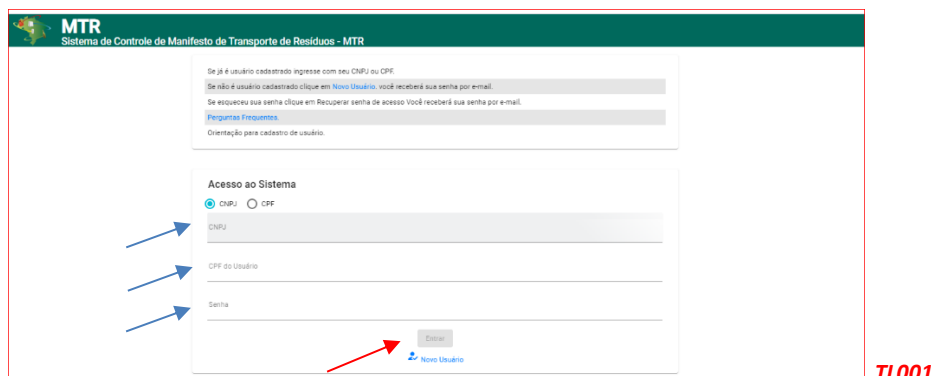 MTR
Sistema de Controle de Manifesto de Transporte de Resíduos - MTR
Se já é usuário cadastrado ingresse com seu CNPJ ou CPF.
Se não é usuário cadastrado clique em Novo Usuário. você receberá sua senha por e-mail.
Se esqueceu sua senha clique em Recuperar senha de acesso Você receberá sua senha por e-mail.
Perguntas Frequentes.
Orientação para cadastro de usuário.
Acesso ao Sistema
CNPJ CPF
CNPJ
CPF do Usuário
Senha
Entrar
Novo Usuário
TL001